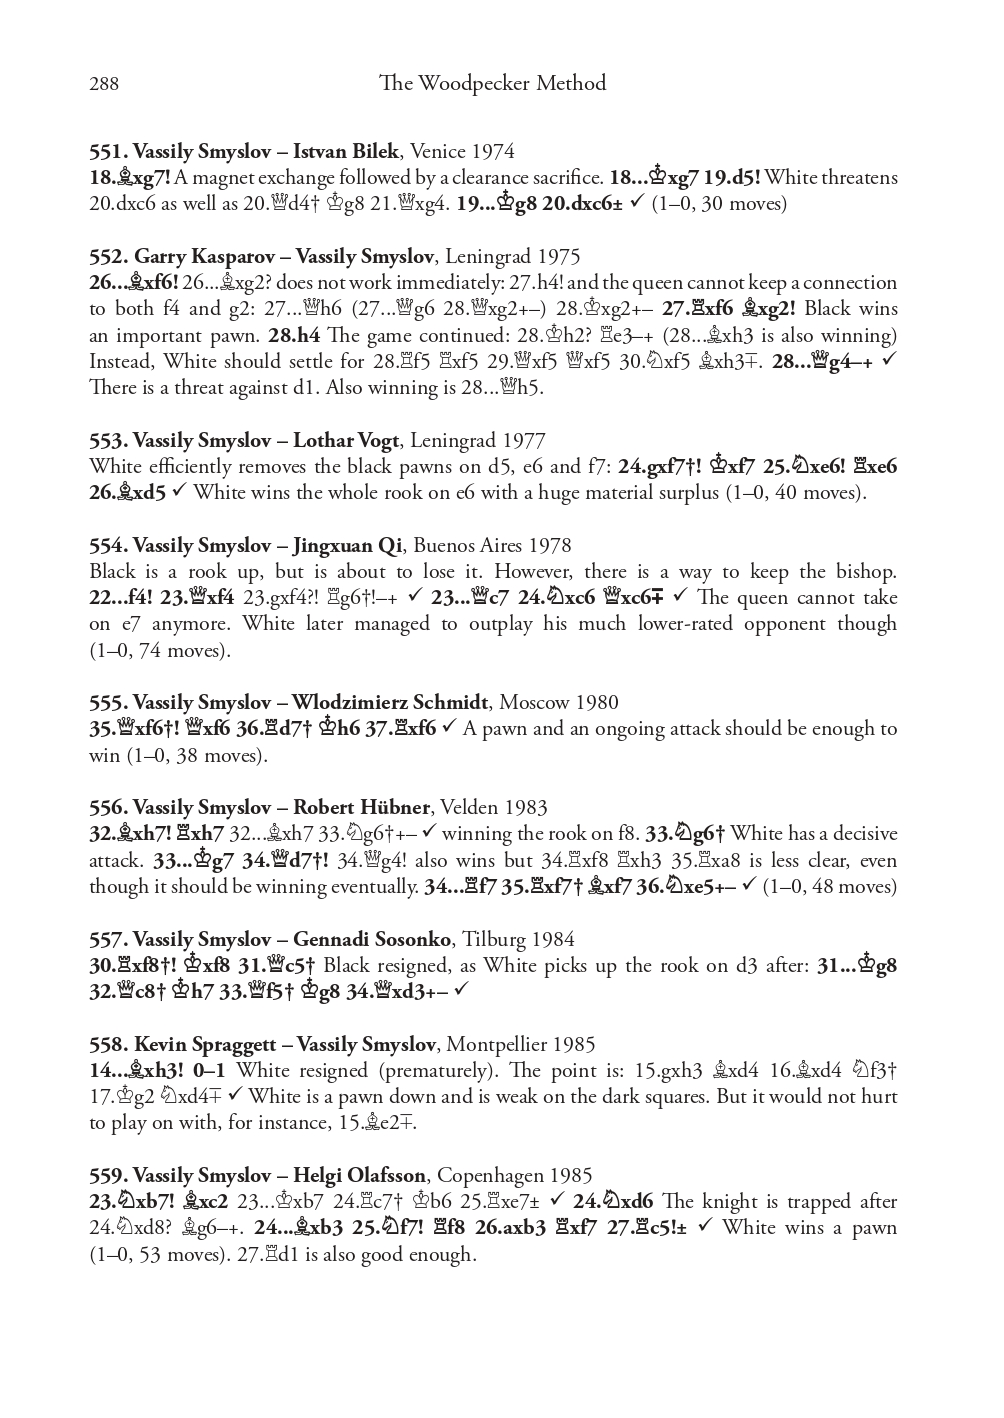 288 The Woodpecker Method
551. Vassily Smyslov – Istvan Bilek, Venice 1974
18.♗xg7! A magnet exchange followed by a clearance sacrifice. 18...♔xg7 19.d5! White threatens
20.dxc6 as well as 20.♕d4† ♔g8 21.♕xg4. 19...♔g8 20.dxc6± ✓ (1–0, 30 moves)
552. Garry Kasparov – Vassily Smyslov, Leningrad 1975
26...♗xf6! 26...♗xg2? does not work immediately: 27.h4! and the queen cannot keep a connection
to both f4 and g2: 27...♕h6 (27...♕g6 28.♕xg2+–) 28.♔xg2+– 27.♖xf6 ♗xg2! Black wins
an important pawn. 28.h4 The game continued: 28.♔h2? ♖e3–+ (28...♗xh3 is also winning)
Instead, White should settle for 28.♖f5 ♖xf5 29.♕xf5 ♕xf5 30.♘xf5 ♗xh3∓. 28...♕g4–+ ✓
There is a threat against d1. Also winning is 28...♕h5.
553. Vassily Smyslov – Lothar Vogt, Leningrad 1977
White efficiently removes the black pawns on d5, e6 and f7: 24.gxf7†! ♔xf7 25.♘xe6! ♖xe6
26.♗xd5 ✓ White wins the whole rook on e6 with a huge material surplus (1–0, 40 moves).
554. Vassily Smyslov – Jingxuan Qi, Buenos Aires 1978
Black is a rook up, but is about to lose it. However, there is a way to keep the bishop.
22...f4! 23.♕xf4 23.gxf4?! ♖g6†!–+ ✓ 23...♕c7 24.♘xc6 ♕xc6∓ ✓ The queen cannot take
on e7 anymore. White later managed to outplay his much lower-rated opponent though
(1–0, 74 moves).
555. Vassily Smyslov – Wlodzimierz Schmidt, Moscow 1980
35.♕xf6†! ♕xf6 36.♖d7† ♔h6 37.♖xf6 ✓ A pawn and an ongoing attack should be enough to
win (1–0, 38 moves).
556. Vassily Smyslov – Robert Hübner, Velden 1983
32.♗xh7! ♖xh7 32...♗xh7 33.♘g6†+– ✓ winning the rook on f8. 33.♘g6† White has a decisive
attack. 33...♔g7 34.♕d7†! 34.♕g4! also wins but 34.♖xf8 ♖xh3 35.♖xa8 is less clear, even
though it should be winning eventually. 34...♖f7 35.♖xf7† ♗xf7 36.♘xe5+– ✓ (1–0, 48 moves)
557. Vassily Smyslov – Gennadi Sosonko, Tilburg 1984
30.♖xf8†! ♔xf8 31.♕c5† Black resigned, as White picks up the rook on d3 after: 31...♔g8
32.♕c8† ♔h7 33.♕f5† ♔g8 34.♕xd3+– ✓
558. Kevin Spraggett – Vassily Smyslov, Montpellier 1985
14...♗xh3! 0–1 White resigned (prematurely). The point is: 15.gxh3 ♗xd4 16.♗xd4 ♘f3†
17.♔g2 ♘xd4∓ ✓ White is a pawn down and is weak on the dark squares. But it would not hurt
to play on with, for instance, 15.♗e2∓.
559. Vassily Smyslov – Helgi Olafsson, Copenhagen 1985
23.♘xb7! ♗xc2 23...♔xb7 24.♖c7† ♔b6 25.♖xe7± ✓ 24.♘xd6 The knight is trapped after
24.♘xd8? ♗g6–+. 24...♗xb3 25.♘f7! ♖f8 26.axb3 ♖xf7 27.♖c5!± ✓ White wins a pawn
(1–0, 53 moves). 27.♖d1 is also good enough.